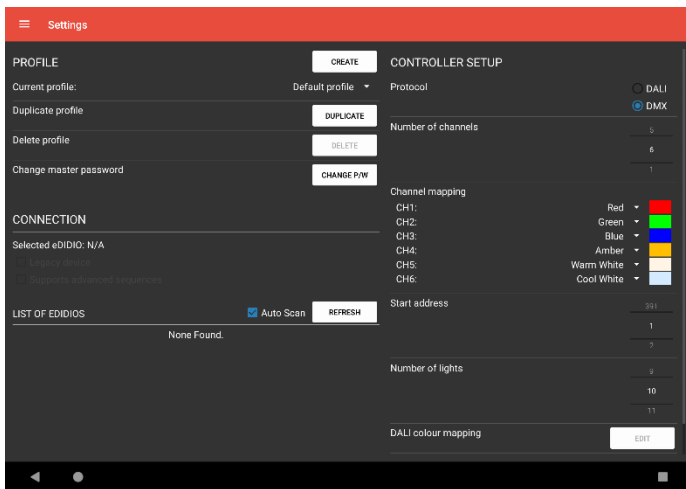 Settings
PROFILE
CREATE
Current profile:
Default profile
Duplicate profile
DUPLICATE
Delete profile
DELETE
Change master password
CHANGE P/W
CONNECTION
Selected eDIDIO: N/A
Legacy device
Supports advanced sequences
LIST OF EDIDIOS
Auto Scan
REFRESH
None Found.
CONTROLLER SETUP
Protocol
DALI
DMX
Number of channels
5
6
1
Channel mapping
CH1: Red
CH2: Green
CH3: Blue
CH4: Amber
CH5: Warm White
CH6: Cool White
Start address
391
1
2
Number of lights
9
10
11
DALI colour mapping
EDIT